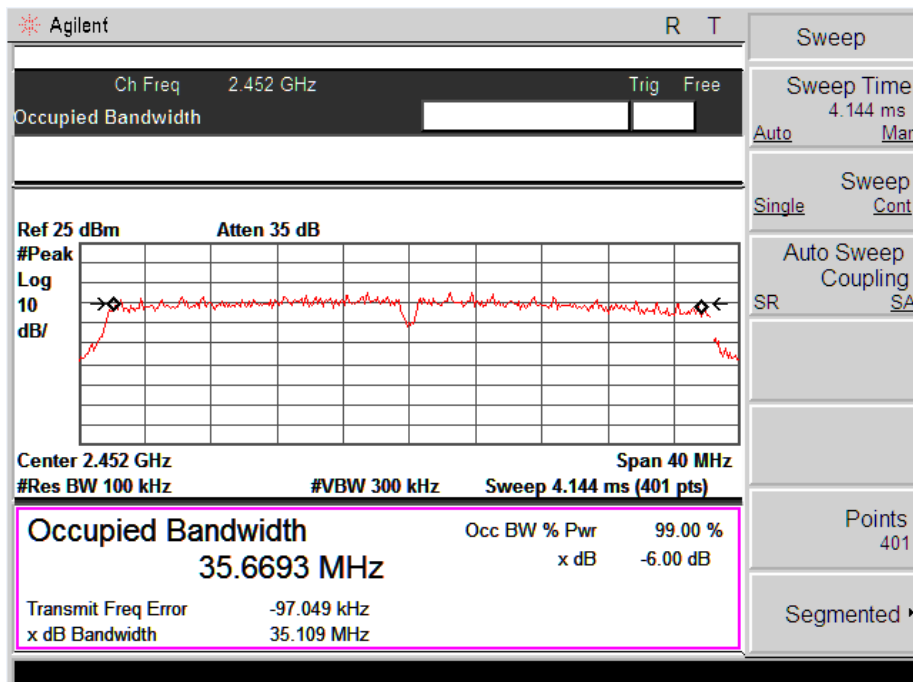 Agilent R T
Ch Freq 2.452 GHz Trig Free
Occupied Bandwidth
Ref 25 dBm Atten 35 dB
#Peak
Log
10
dB/
Center 2.452 GHz Span 40 MHz
#Res BW 100 kHz #VBW 300 kHz Sweep 4.144 ms (401 pts)
Occupied Bandwidth
35.6693 MHz
Occ BW % Pwr 99.00 %
x dB -6.00 dB
Transmit Freq Error -97.049 kHz
x dB Bandwidth 35.109 MHz
Sweep
Sweep Time
4.144 ms
Auto Man
Sweep
Single Cont
Auto Sweep
Coupling
SR SA
Points
401
Segmented